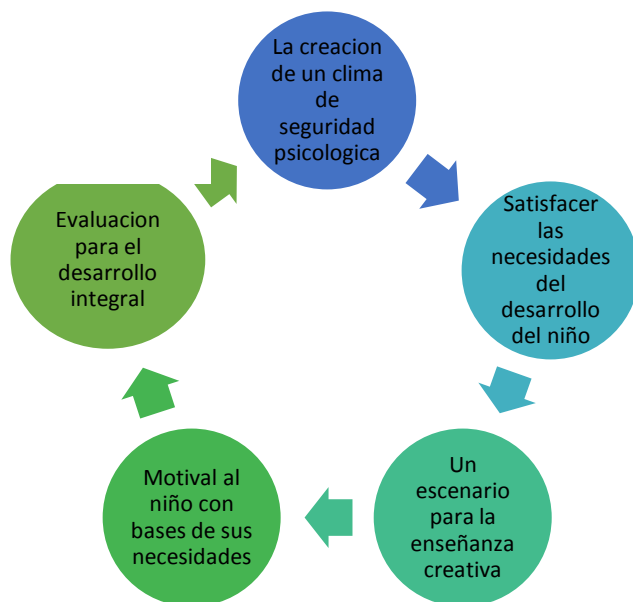 La creacion
de un clima
de
seguridad
psicologica
Satisfacer
las
necesidades
del
desarrollo
del niño
Un
escenario
para la
enseñanza
creativa
Motival al
niño con
bases de sus
necesidades
Evaluacion
para el
desarrollo
integral